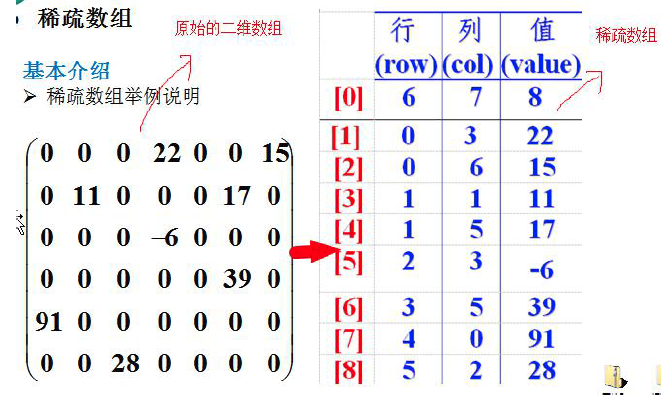 稀疏数组
原始的二维数组
基本介绍
➢ 稀疏数组举例说明
0 0 0 22 0 0 15
0 11 0 0 0 17 0
0 0 0 –6 0 0 0
0 0 0 0 0 39 0
91 0 0 0 0 0 0
0 0 28 0 0 0 0
稀疏数组
行 列 值
(row) (col) (value)
[0] 6 7 8
[1] 0 3 22
[2] 0 6 15
[3] 1 1 11
[4] 1 5 17
[5] 2 3 -6
[6] 3 5 39
[7] 4 0 91
[8] 5 2 28